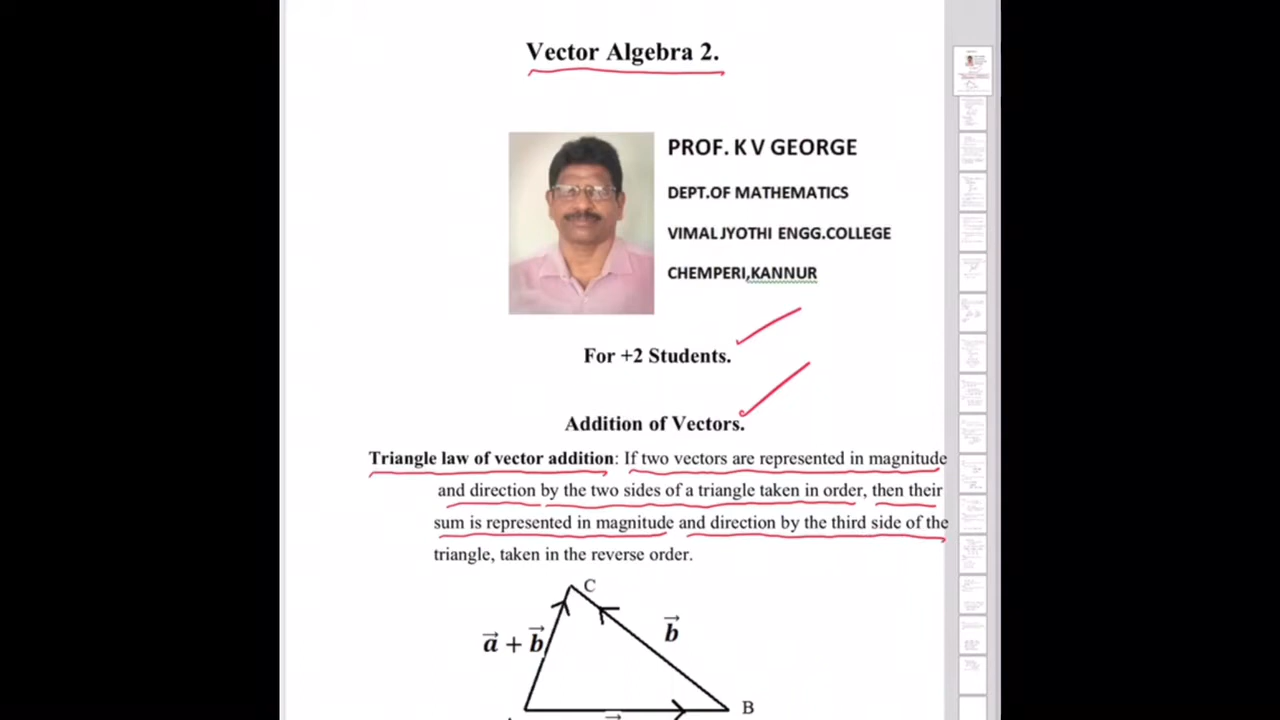 Vector Algebra 2.
PROF. K V GEORGE
DEPT.OF MATHEMATICS
VIMAL JYOTHI ENGG.COLLEGE
CHEMPERI,KANNUR
For +2 Students.
Addition of Vectors.
Triangle law of vector addition: If two vectors are represented in magnitude
and direction by the two sides of a triangle taken in order, then their
sum is represented in magnitude and direction by the third side of the
triangle, taken in the reverse order.
C
a⃗ + b⃗
b⃗
B